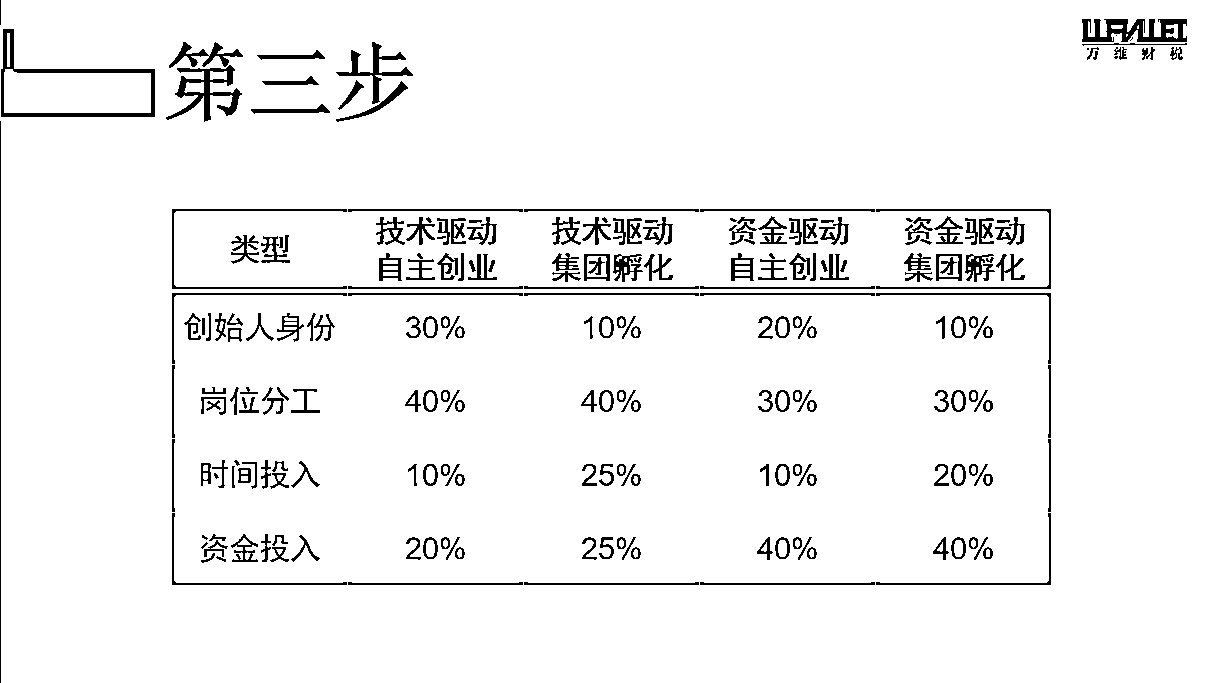 第三步
万维财税
类型 技术驱动 自主创业 技术驱动 集团孵化 资金驱动 自主创业 资金驱动 集团孵化
创始人身份 30% 10% 20% 10%
岗位分工 40% 40% 30% 30%
时间投入 10% 25% 10% 20%
资金投入 20% 25% 40% 40%